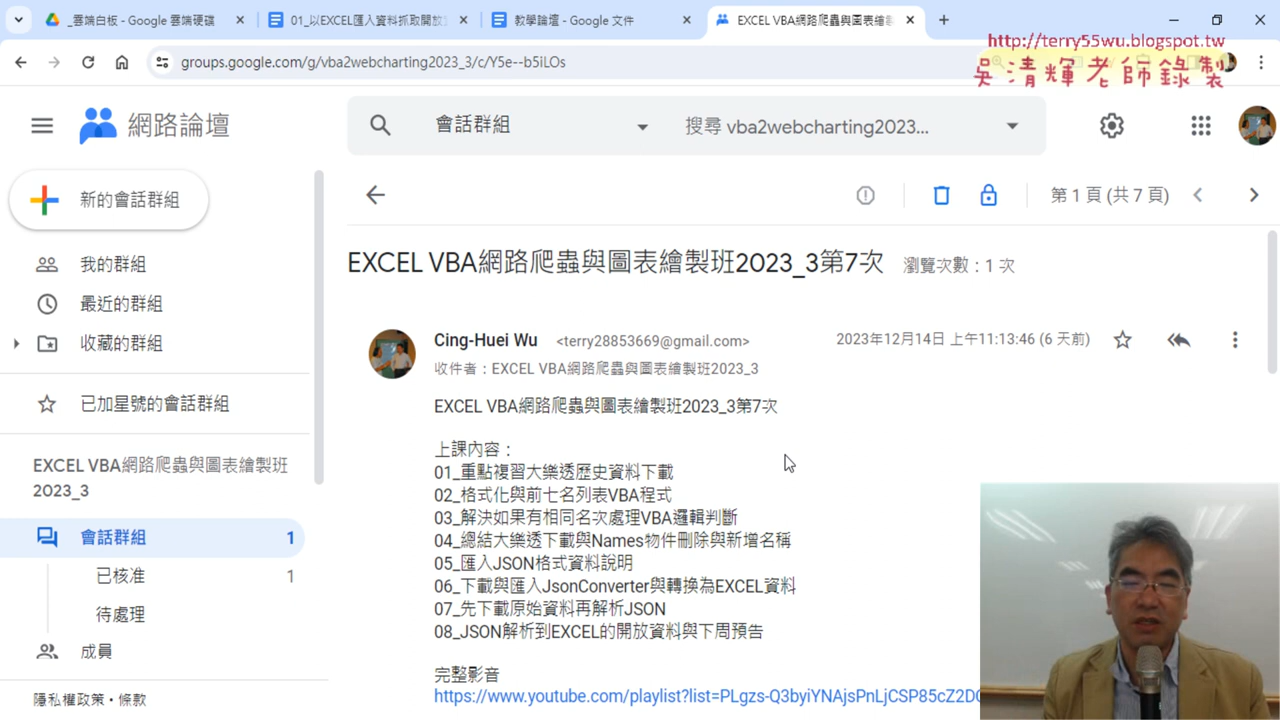 _雲端白板 - Google 雲端硬碟
01_以EXCEL匯入資料抓取開放
教學論壇 - Google 文件
EXCEL VBA網路爬蟲與圖表繪製
groups.google.com/g/vba2webcharting2023_3/c/Y5e--b5iLOs
http://terry55wu.blogspot.tw
吳清輝老師錄製
網路論壇
會話群組
搜尋 vba2webcharting2023...
新的會話群組
第 1 頁 (共 7 頁)
我的群組
最近的群組
收藏的群組
已加星號的會話群組
EXCEL VBA網路爬蟲與圖表繪製班
2023_3
會話群組 1
已核准 1
待處理
成員
隱私權政策 • 條款
EXCEL VBA網路爬蟲與圖表繪製班2023_3第7次 瀏覽次數：1 次
Cing-Huei Wu <terry28853669@gmail.com> 2023年12月14日 上午11:13:46 (6 天前)
收件者：EXCEL VBA網路爬蟲與圖表繪製班2023_3
EXCEL VBA網路爬蟲與圖表繪製班2023_3第7次
上課內容：
01_重點複習大樂透歷史資料下載
02_格式化與前七名列表VBA程式
03_解決如果有相同名次處理VBA邏輯判斷
04_總結大樂透下載與Names物件刪除與新增名稱
05_匯入JSON格式資料說明
06_下載與匯入JsonConverter與轉換為EXCEL資料
07_先下載原始資料再解析JSON
08_JSON解析到EXCEL的開放資料與下周預告
完整影音
https://www.youtube.com/playlist?list=PLgzs-Q3byiYNAjsPnLjCSP85cZ2D